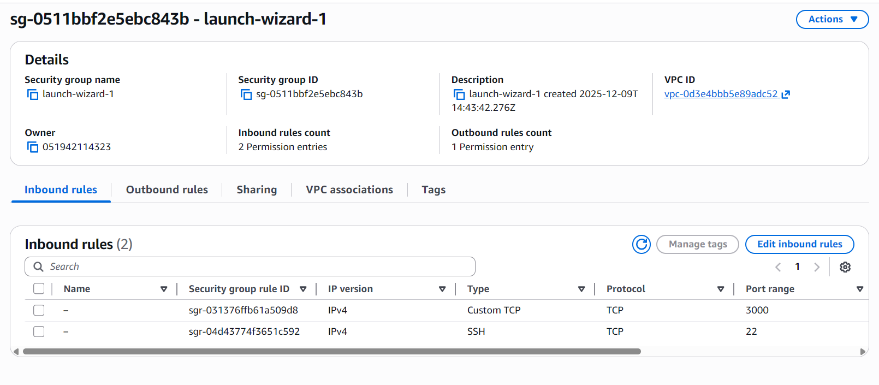 sg-0511bbf2e5ebc843b - launch-wizard-1
Actions
Details
Security group name
launch-wizard-1
Security group ID
sg-0511bbf2e5ebc843b
Description
launch-wizard-1 created 2025-12-09T
14:43:42.276Z
VPC ID
vpc-0d3e4bbb5e89adc52
Owner
051942114323
Inbound rules count
2 Permission entries
Outbound rules count
1 Permission entry
Inbound rules Outbound rules Sharing VPC associations Tags
Inbound rules (2)
Manage tags
Edit inbound rules
Search
1
Name Security group rule ID IP version Type Protocol Port range
– sgr-031376ffb61a509d8 IPv4 Custom TCP TCP 3000
– sgr-04d43774f3651c592 IPv4 SSH TCP 22